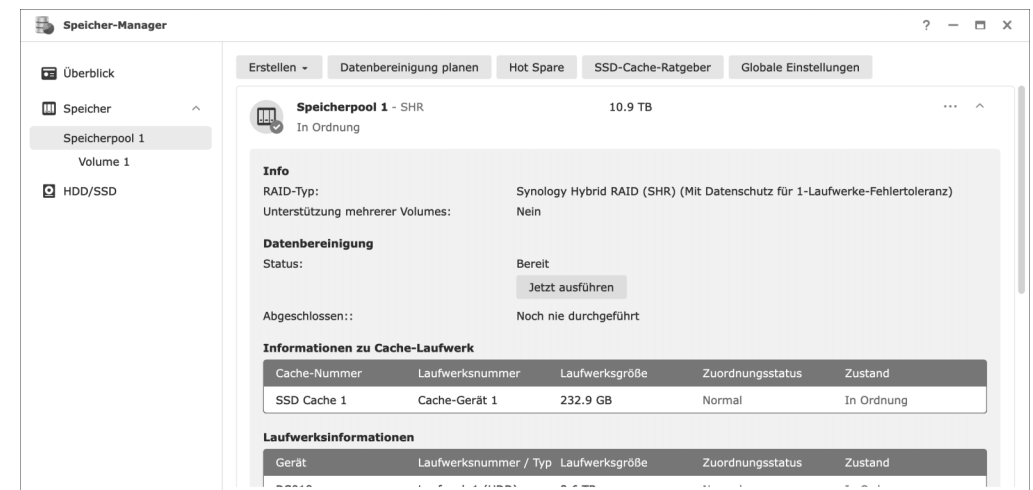 Speicher-Manager
Überblick
Speicher
Speicherpool 1
Volume 1
HDD/SSD
Erstellen Datenbereinigung planen Hot Spare SSD-Cache-Ratgeber Globale Einstellungen
Speicherpool 1 - SHR 10.9 TB
In Ordnung
Info
RAID-Typ: Synology Hybrid RAID (SHR) (Mit Datenschutz für 1-Laufwerke-Fehlertoleranz)
Unterstützung mehrerer Volumes: Nein
Datenbereinigung
Status: Bereit
Jetzt ausführen
Abgeschlossen:: Noch nie durchgeführt
Informationen zu Cache-Laufwerk
Cache-Nummer Laufwerksnummer Laufwerksgröße Zuordnungsstatus Zustand
SSD Cache 1 Cache-Gerät 1 232.9 GB Normal In Ordnung
Laufwerksinformationen
Gerät Laufwerksnummer / Typ Laufwerksgröße Zuordnungsstatus Zustand